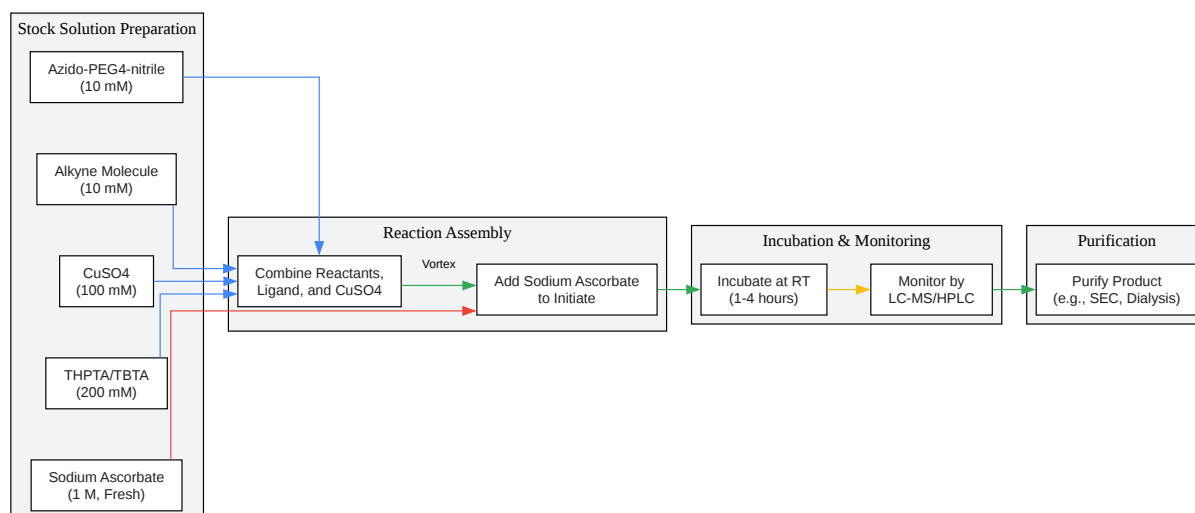 Stock Solution Preparation
Azido-PEG4-nitrile
(10 mM)
Alkyne Molecule
(10 mM)
CuSO4
(100 mM)
THPTA/TBTA
(200 mM)
Sodium Ascorbate
(1 M, Fresh)
Reaction Assembly
Combine Reactants,
Ligand, and CuSO4
Vortex
Add Sodium Ascorbate
to Initiate
Incubation & Monitoring
Incubate at RT
(1-4 hours)
Monitor by
LC-MS/HPLC
Purification
Purify Product
(e.g., SEC, Dialysis)